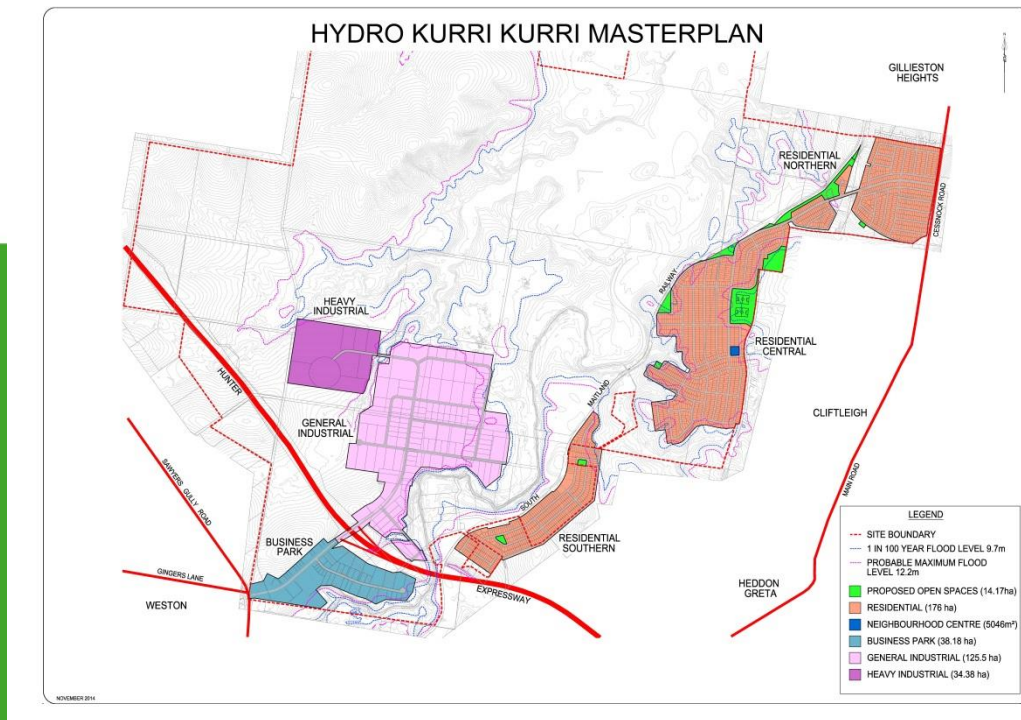 HYDRO KURRI KURRI MASTERPLAN
GILLIESTON
HEIGHTS
RESIDENTIAL
NORTHERN
CESSNOCK ROAD
RAILWAY
HEAVY
INDUSTRIAL
RESIDENTIAL
CENTRAL
HUNTER
MAITLAND
CLIFTLEIGH
GENERAL
INDUSTRIAL
SAWYERS GULLY ROAD
MAIN ROAD
SOUTH
BUSINESS
PARK
RESIDENTIAL
SOUTHERN
GINGERS LANE
EXPRESSWAY
WESTON
HEDDON
GRETA
LEGEND
SITE BOUNDARY
1 IN 100 YEAR FLOOD LEVEL 9.7m
PROBABLE MAXIMUM FLOOD
LEVEL 12.2m
PROPOSED OPEN SPACES (14.17ha)
RESIDENTIAL (176 ha)
NEIGHBOURHOOD CENTRE (5046m²)
BUSINESS PARK (38.18 ha)
GENERAL INDUSTRIAL (125.5 ha)
HEAVY INDUSTRIAL (34.38 ha)
NOVEMBER 2014